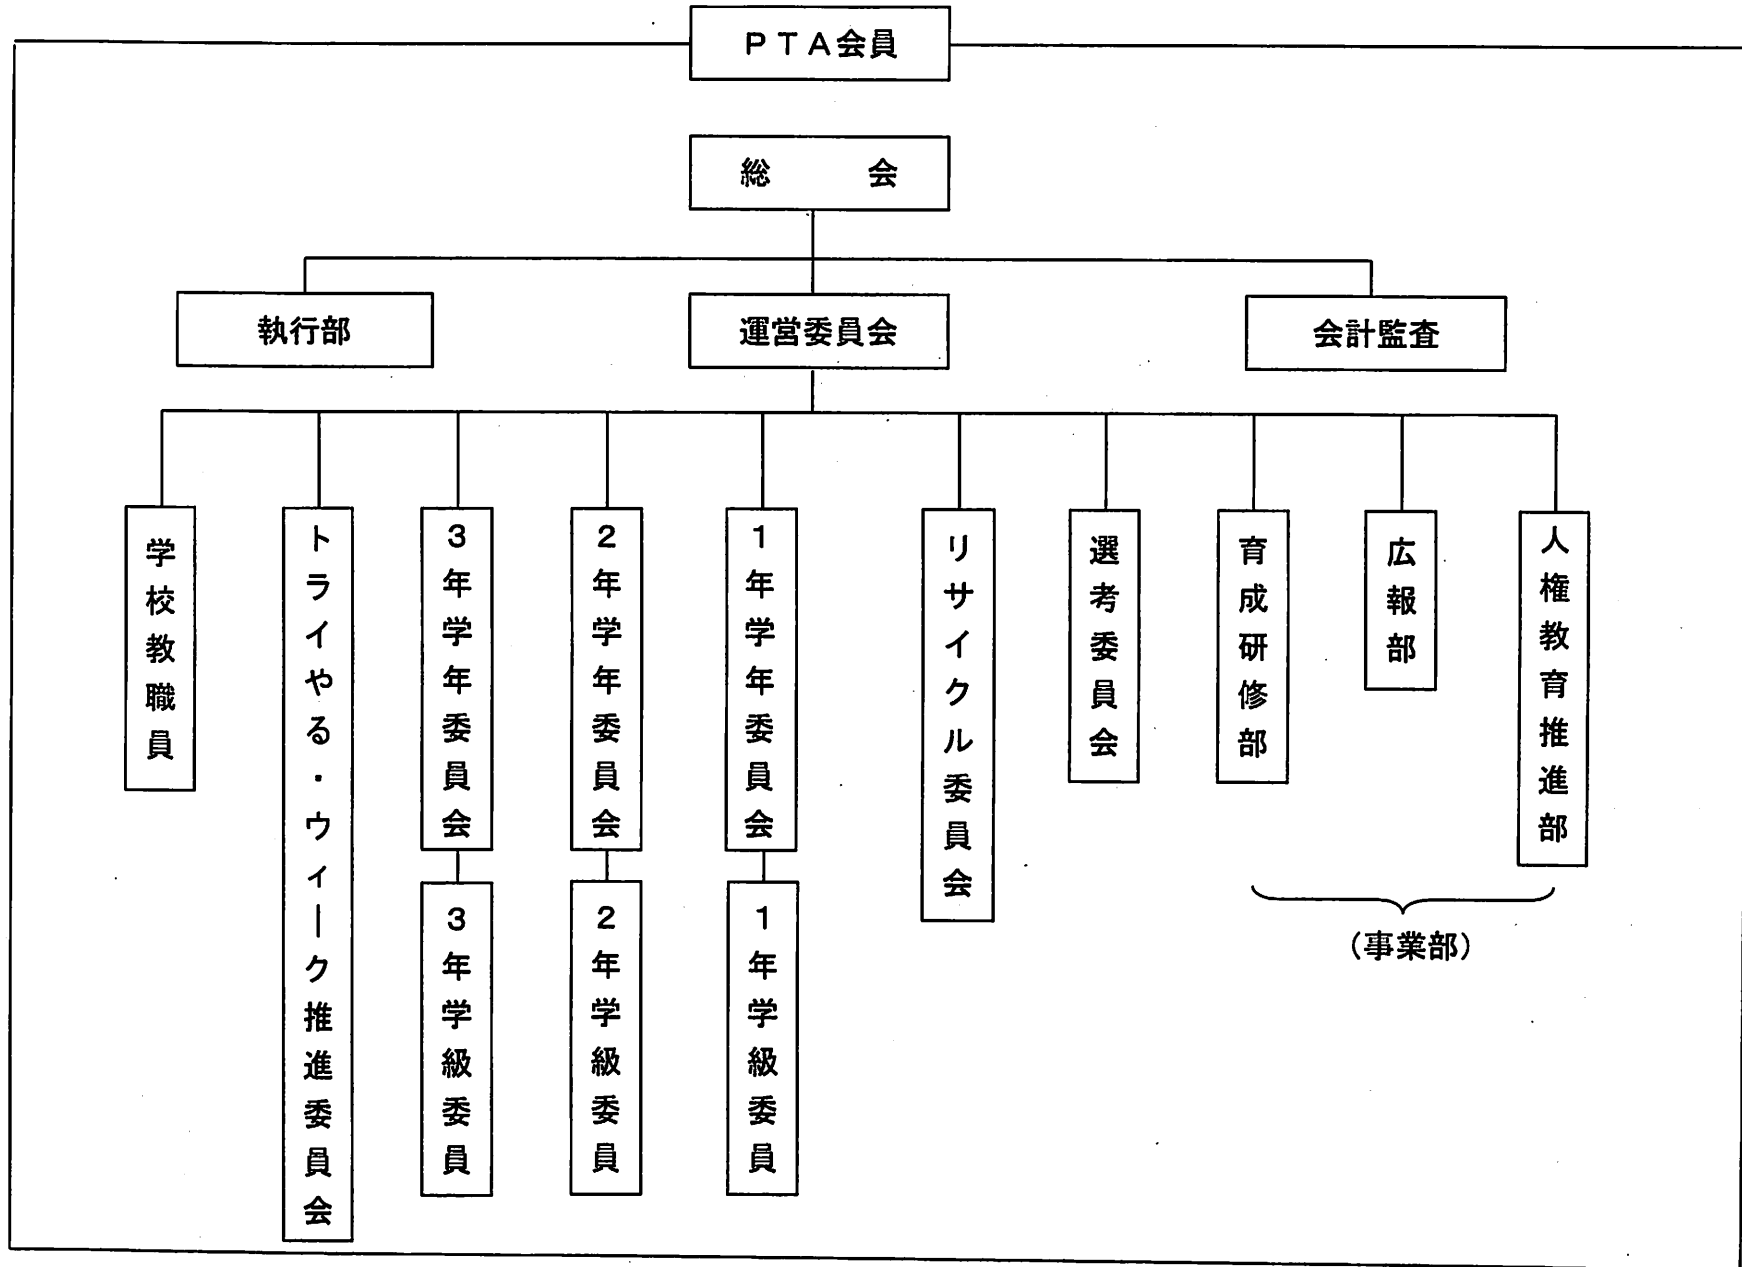 PTA会員
総　会
執行部
運営委員会
会計監査
学校教職員
トライやる・ウィーク推進委員会
3年学年委員会
2年学年委員会
1年学年委員会
リサイクル委員会
選考委員会
育成研修部
広報部
人権教育推進部
3年学級委員
2年学級委員
1年学級委員
(事業部)